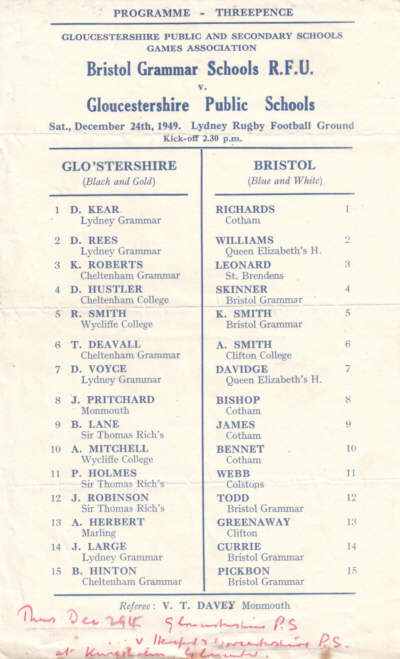 PROGRAMME - THREEPENCE
GLOUCESTERSHIRE PUBLIC AND SECONDARY SCHOOLS
GAMES ASSOCIATION
Bristol Grammar Schools R.F.U.
v.
Gloucestershire Public Schools
Sat., December 24th, 1949. Lydney Rugby Football Ground
Kick-off 2.30 p.m.
GLO'STERSHIRE
(Black and Gold)
1 D. KEAR
Lydney Grammar
2 D. REES
Lydney Grammar
3 K. ROBERTS
Cheltenham Grammar
4 D. HUSTLER
Cheltenham College
5 R. SMITH
Wycliffe College
6 T. DEAVALL
Cheltenham Grammar
7 D. VOYCE
Lydney Grammar
8 J. PRITCHARD
Monmouth
9 B. LANE
Sir Thomas Rich's
10 A. MITCHELL
Wycliffe College
11 P. HOLMES
Sir Thomas Rich's
12 J. ROBINSON
Sir Thomas Rich's
13 A. HERBERT
Marling
14 J. LARGE
Lydney Grammar
15 B. HINTON
Cheltenham Grammar
BRISTOL
(Blue and White)
RICHARDS 1
Cotham
WILLIAMS 2
Queen Elizabeth's H.
LEONARD 3
St. Brendens
SKINNER 4
Bristol Grammar
K. SMITH 5
Bristol Grammar
A. SMITH 6
Clifton College
DAVIDGE 7
Queen Elizabeth's H.
BISHOP 8
Cotham
JAMES 9
Cotham
BENNET 10
Cotham
WEBB 11
Colstons
TODD 12
Bristol Grammar
GREENAWAY 13
Clifton
CURRIE 14
Bristol Grammar
PICKBON 15
Bristol Grammar
Referee: V. T. DAVEY Monmouth
Thurs Dec 29th Gloucestershire P.S
v Worcestershire P.S.
at Kingsholm Gloucester.